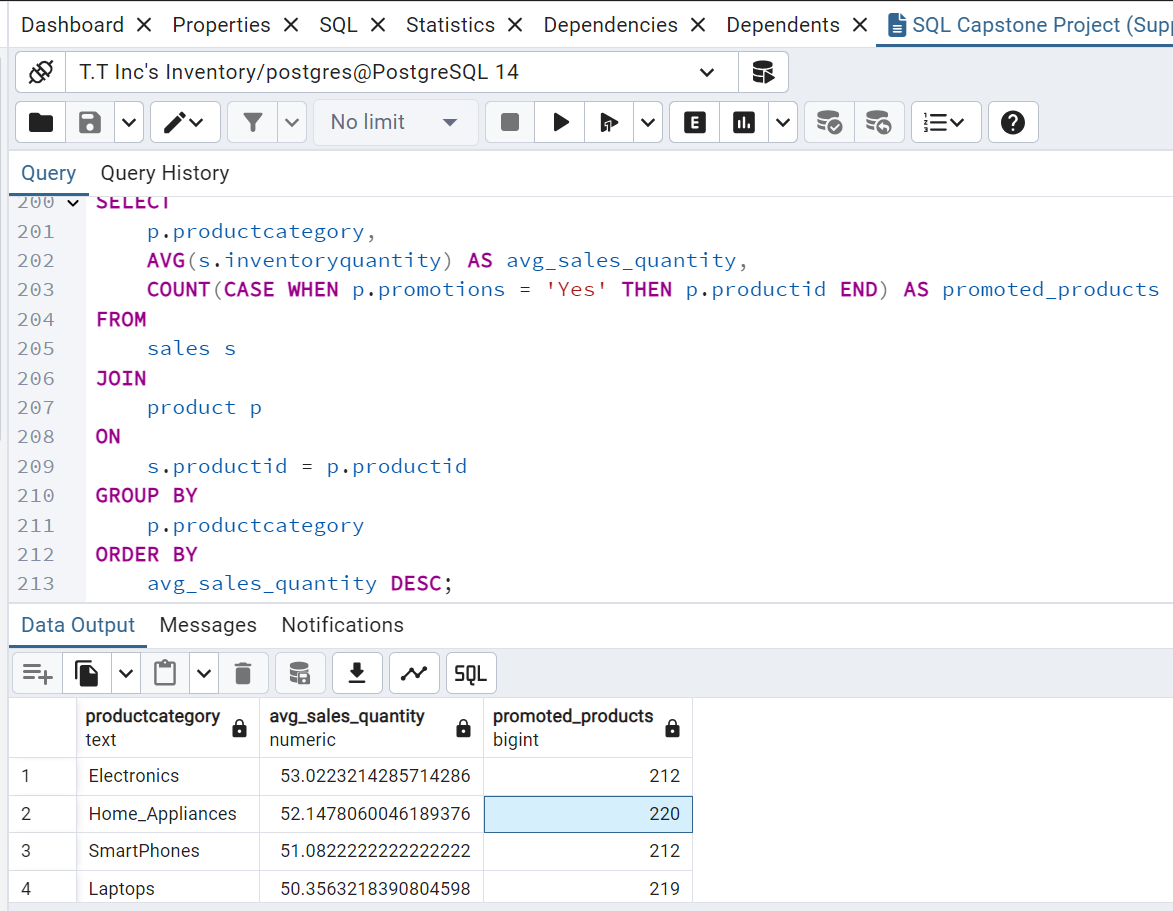 Dashboard X Properties X SQL X Statistics X Dependencies X Dependents X SQL Capstone Project (Supp
T.T Inc's Inventory/postgres@PostgreSQL 14
No limit E
Query Query History
200 SELECT
201 p.productcategory,
202 AVG(s.inventoryquantity) AS avg_sales_quantity,
203 COUNT(CASE WHEN p.promotions = 'Yes' THEN p.productid END) AS promoted_products
204 FROM
205 sales s
206 JOIN
207 product p
208 ON
209 s.productid = p.productid
210 GROUP BY
211 p.productcategory
212 ORDER BY
213 avg_sales_quantity DESC;
Data Output Messages Notifications
SQL
productcategory avg_sales_quantity promoted_products
text numeric bigint
1 Electronics 53.0223214285714286 212
2 Home_Appliances 52.1478060046189376 220
3 SmartPhones 51.0822222222222222 212
4 Laptops 50.3563218390804598 219